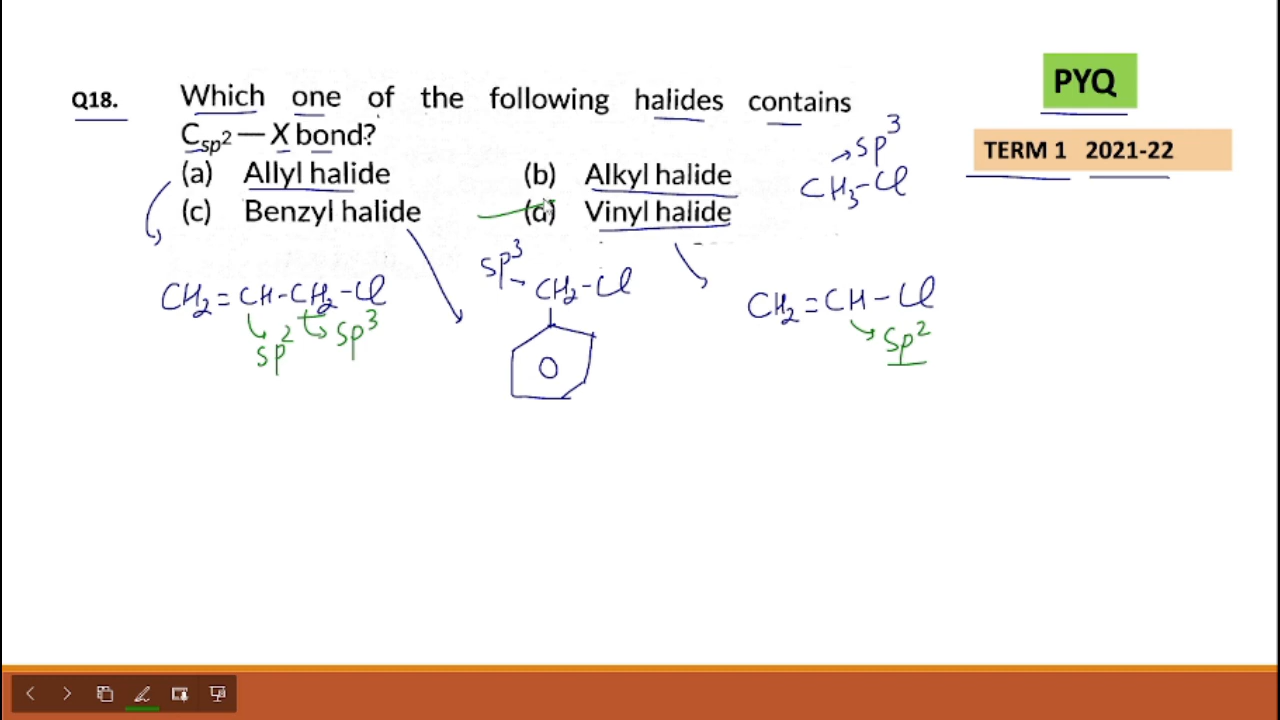 PYQ
TERM 1 2021-22
Q18. Which one of the following halides contains
Csp² — X bond?
(a) Allyl halide (b) Alkyl halide
(c) Benzyl halide (d) Vinyl halide
→sp³
CH₃-Cl
CH₂=CH-CH₂-Cl
sp² sp³
sp³
CH₂-Cl
CH₂=CH-Cl
sp²